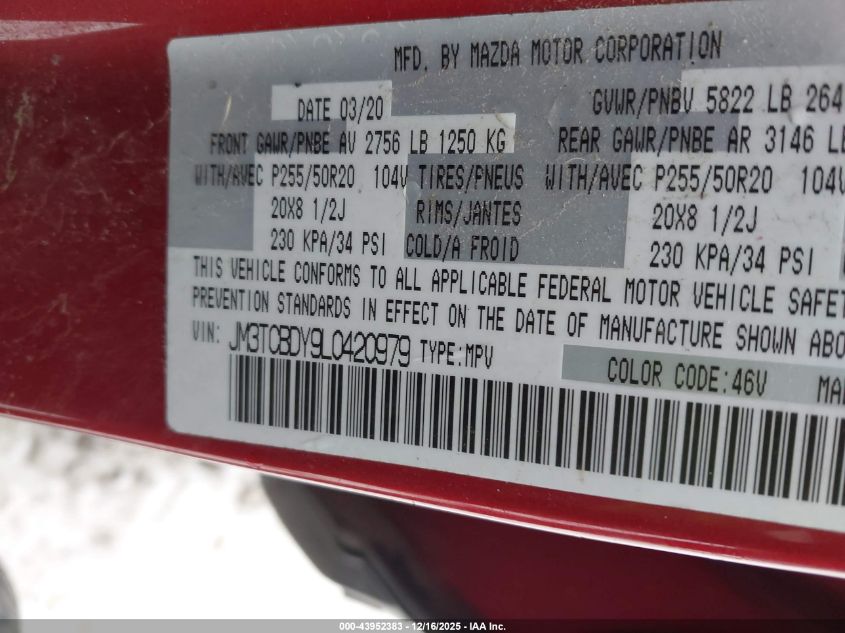 MFD. BY MAZDA MOTOR CORPORATION
DATE 03/20 GVWR/PNBV 5822 LB 264
FRONT GAWR/PNBE AV 2756 LB 1250 KG REAR GAWR/PNBE AR 3146 LB
WITH/AVEC P255/50R20 104V TIRES/PNEUS WITH/AVEC P255/50R20 104V
20X8 1/2J RIMS/JANTES 20X8 1/2J
230 KPA/34 PSI COLD/A FROID 230 KPA/34 PSI
THIS VEHICLE CONFORMS TO ALL APPLICABLE FEDERAL MOTOR VEHICLE SAFET
PREVENTION STANDARDS IN EFFECT ON THE DATE OF MANUFACTURE SHOWN ABO
VIN: JM3TCBDY9L0420979 TYPE:MPV
COLOR CODE:46V MA
000-43952383 - 12/16/2025 - IAA Inc.